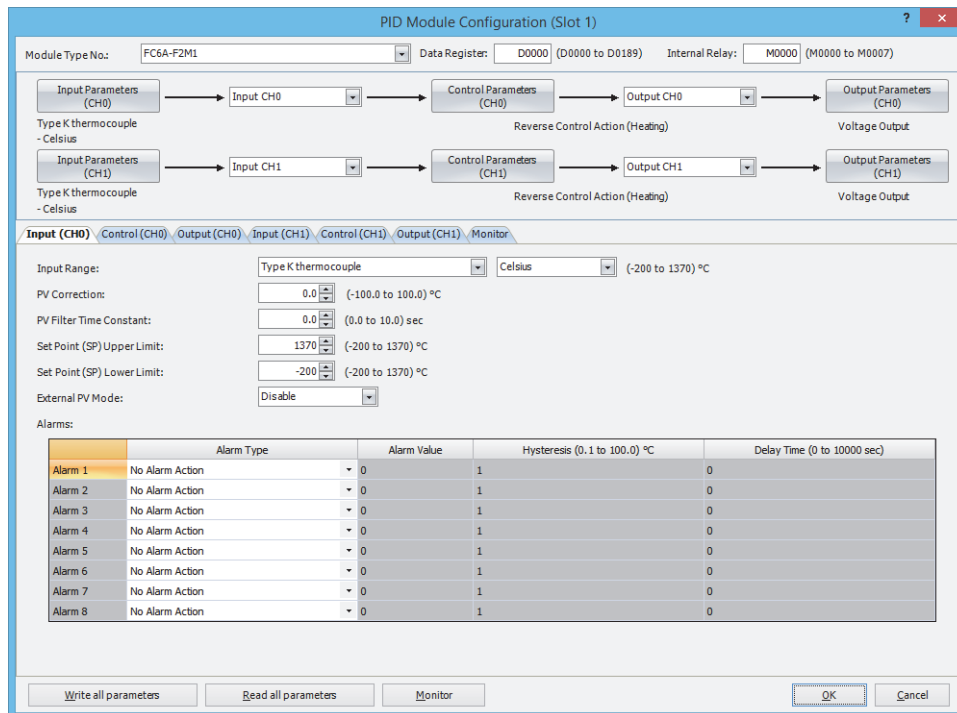 PID Module Configuration (Slot 1) ? ×
Module Type No.: FC6A-F2M1 Data Register: D0000 (D0000 to D0189) Internal Relay: M0000 (M0000 to M0007)
Input Parameters (CH0) Input CH0 Control Parameters (CH0) Output CH0 Output Parameters (CH0)
Type K thermocouple - Celsius Reverse Control Action (Heating) Voltage Output
Input Parameters (CH1) Input CH1 Control Parameters (CH1) Output CH1 Output Parameters (CH1)
Type K thermocouple - Celsius Reverse Control Action (Heating) Voltage Output
Input (CH0) Control (CH0) Output (CH0) Input (CH1) Control (CH1) Output (CH1) Monitor
Input Range: Type K thermocouple Celsius (-200 to 1370) ºC
PV Correction: 0.0 (-100.0 to 100.0) ºC
PV Filter Time Constant: 0.0 (0.0 to 10.0) sec
Set Point (SP) Upper Limit: 1370 (-200 to 1370) ºC
Set Point (SP) Lower Limit: -200 (-200 to 1370) ºC
External PV Mode: Disable
Alarms:
Alarm Type Alarm Value Hysteresis (0.1 to 100.0) ºC Delay Time (0 to 10000 sec)
Alarm 1 No Alarm Action 0 1 0
Alarm 2 No Alarm Action 0 1 0
Alarm 3 No Alarm Action 0 1 0
Alarm 4 No Alarm Action 0 1 0
Alarm 5 No Alarm Action 0 1 0
Alarm 6 No Alarm Action 0 1 0
Alarm 7 No Alarm Action 0 1 0
Alarm 8 No Alarm Action 0 1 0
Write all parameters Read all parameters Monitor OK Cancel